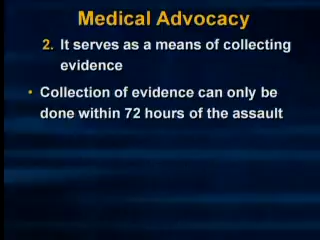 Medical Advocacy
2. It serves as a means of collecting
evidence
• Collection of evidence can only be
done within 72 hours of the assault